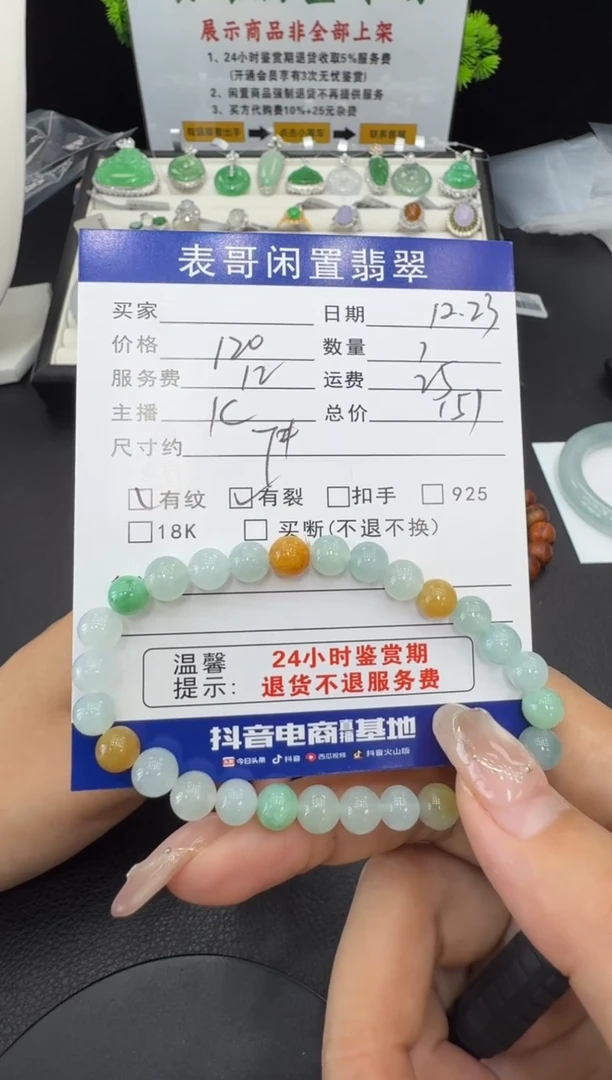 展示商品非全部上架
1、24小时鉴赏期退货收取5%服务费
(开通会员享有3次无忧鉴赏)
2、闲置商品强制退货不再提供服务
3、买方代购费10%+25元杂费
表哥闲置翡翠
买家 日期 12.23
价格 120 数量 1
服务费 12 运费 25
主播 总价 151
尺寸约
有纹 有裂 扣手 925
18K 买断(不退不换)
温馨 24小时鉴赏期
提示: 退货不退服务费
抖音电商直播基地
今日头条 抖音 西瓜视频 抖音火山版